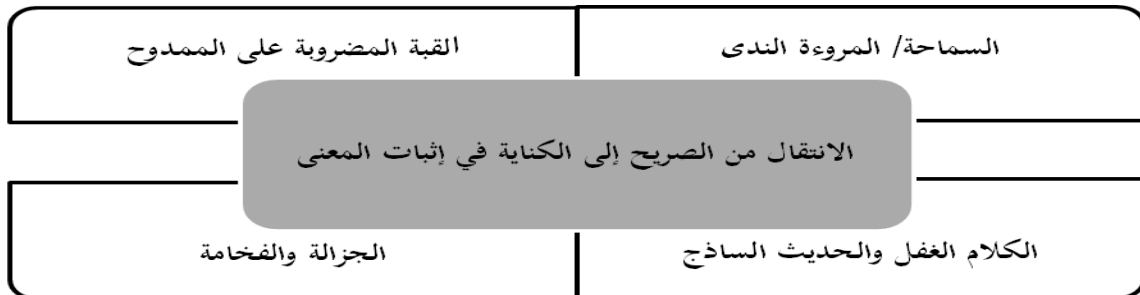 السماحة/ المروءة الندى
القبة المضروبة على الممدوح
الانتقال من الصريح إلى الكناية في إثبات المعنى
الكلام الغفل والحديث الساذج
الجزالة والفخامة